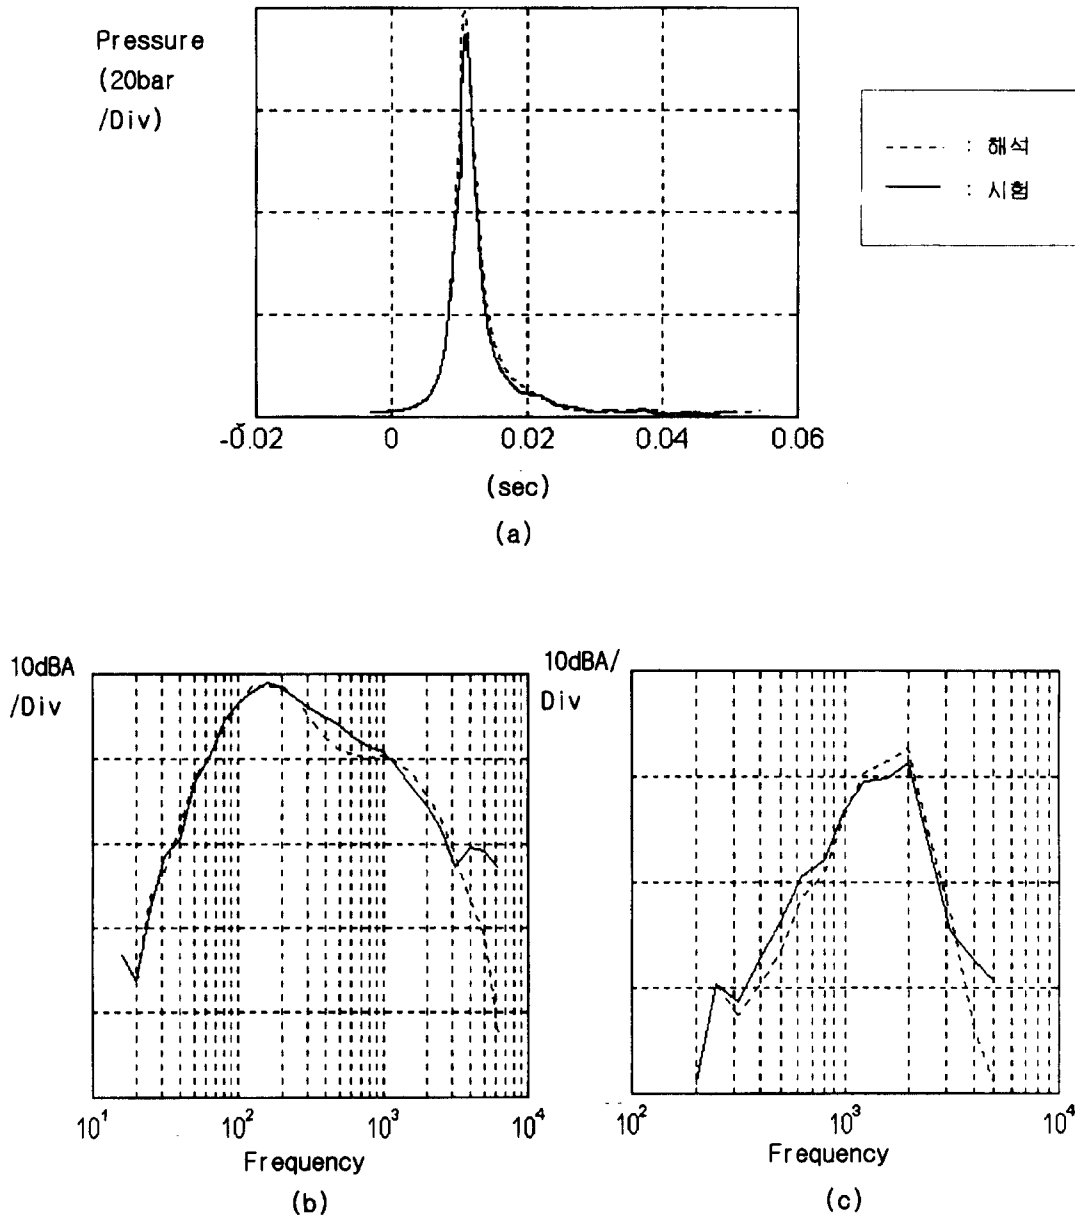 Pressure
(20bar
/Div)
: 해석
: 시험
-0.02 0 0.02 0.04 0.06
(sec)
(a)
10dBA
/Div
10¹ 10² 10³ 10⁴
Frequency
(b)
10dBA/
Div
10² 10³ 10⁴
Frequency
(c)